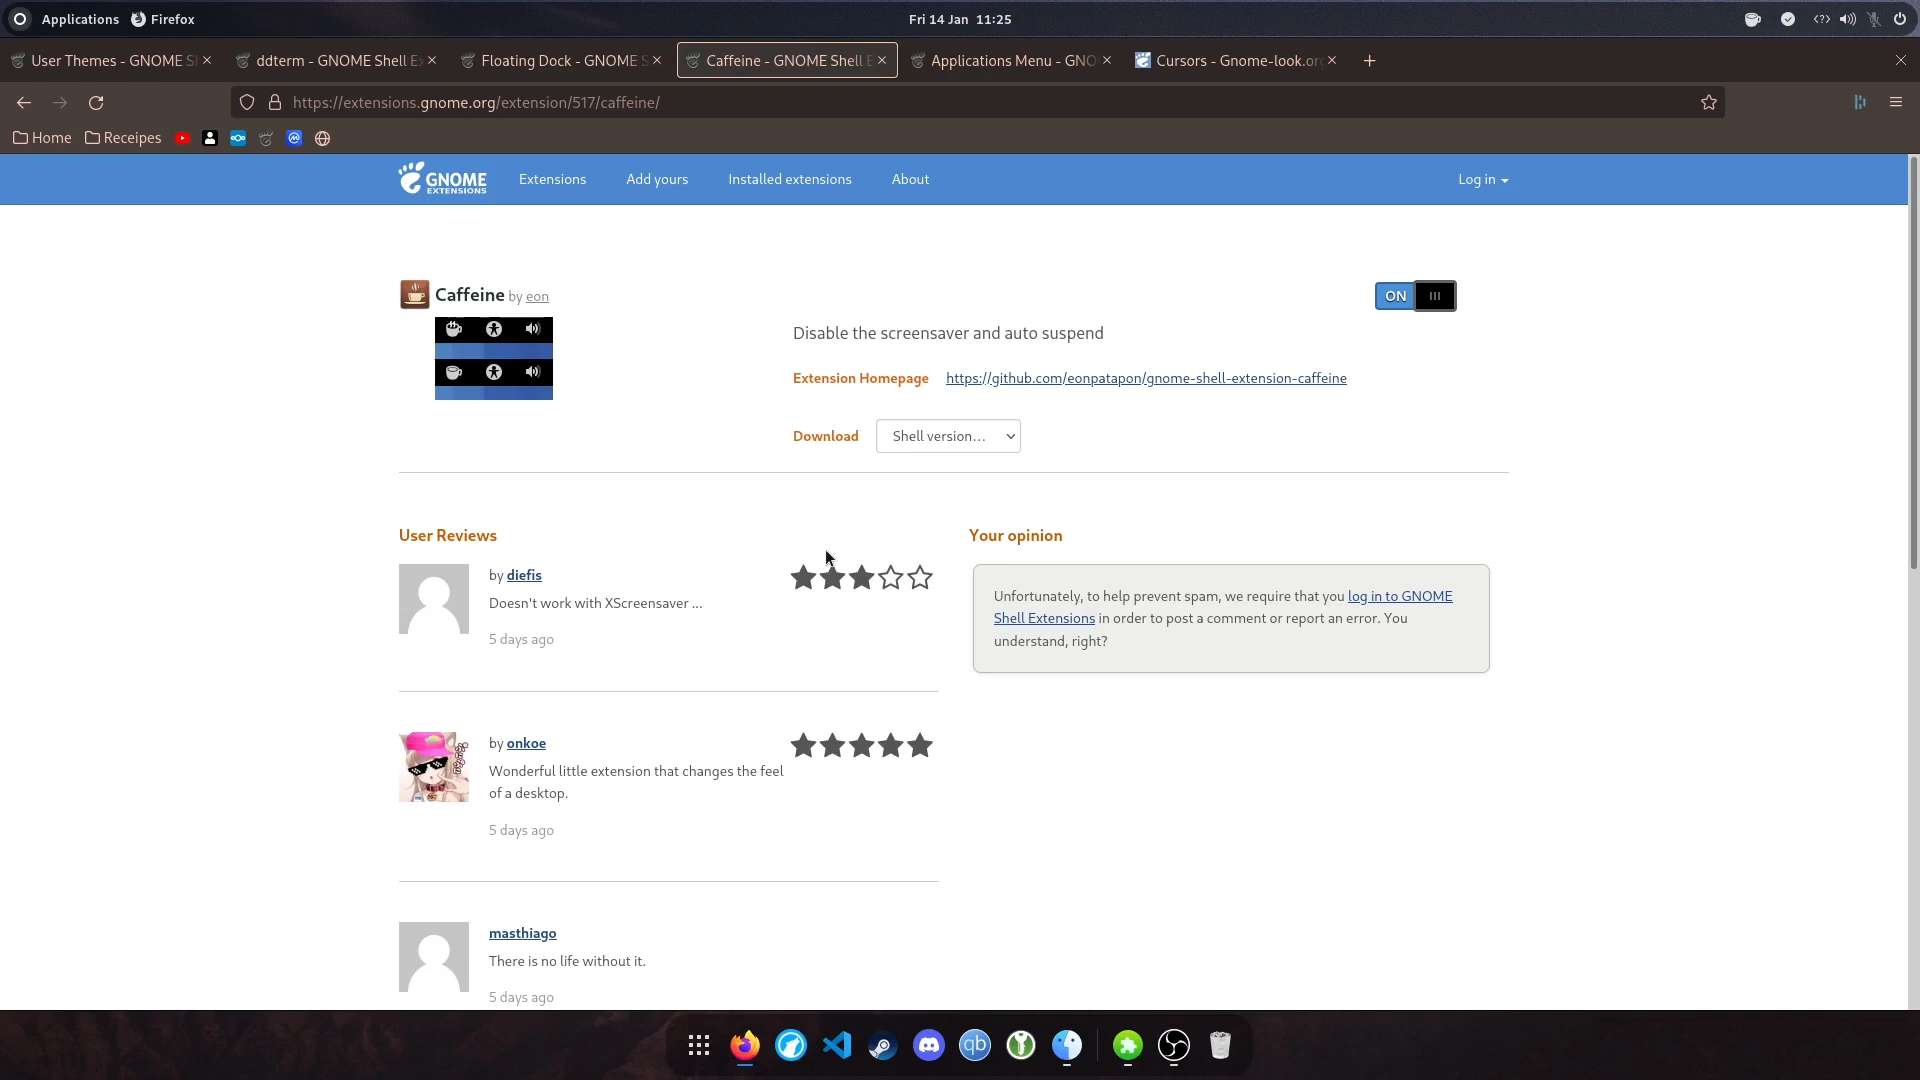 Applications Firefox Fri 14 Jan 11:25
User Themes - GNOME S ddterm - GNOME Shell E Floating Dock - GNOME S Caffeine - GNOME Shell E Applications Menu - GNO Cursors - Gnome-look.or
https://extensions.gnome.org/extension/517/caffeine/
Home Receipes
GNOME EXTENSIONS Extensions Add yours Installed extensions About Log in
Caffeine by eon ON
Disable the screensaver and auto suspend
Extension Homepage https://github.com/eonpatapon/gnome-shell-extension-caffeine
Download Shell version...
User Reviews
by diefis
Doesn't work with XScreensaver ...
5 days ago
by onkoe
Wonderful little extension that changes the feel
of a desktop.
5 days ago
masthiago
There is no life without it.
5 days ago
Your opinion
Unfortunately, to help prevent spam, we require that you log in to GNOME
Shell Extensions in order to post a comment or report an error. You
understand, right?
qb